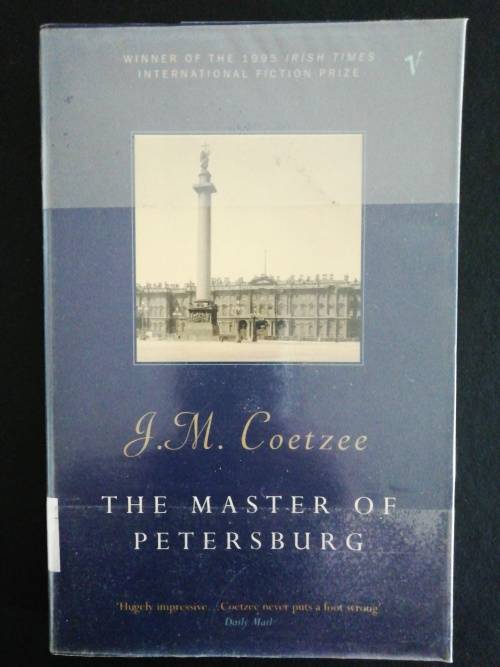 WINNER OF THE 1995 IRISH TIMES
INTERNATIONAL FICTION PRIZE
V
J.M. Coetzee
THE MASTER OF
PETERSBURG
'Hugely impressive... Coetzee never puts a foot wrong'
Daily Mail